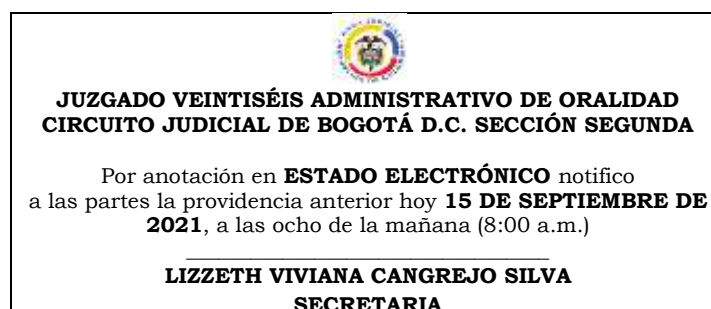 JUZGADO VEINTISÉIS ADMINISTRATIVO DE ORALIDAD
CIRCUITO JUDICIAL DE BOGOTÁ D.C. SECCIÓN SEGUNDA
Por anotación en ESTADO ELECTRÓNICO notifico
a las partes la providencia anterior hoy 15 DE SEPTIEMBRE DE
2021, a las ocho de la mañana (8:00 a.m.)
LIZZETH VIVIANA CANGREJO SILVA
SECRETARIA